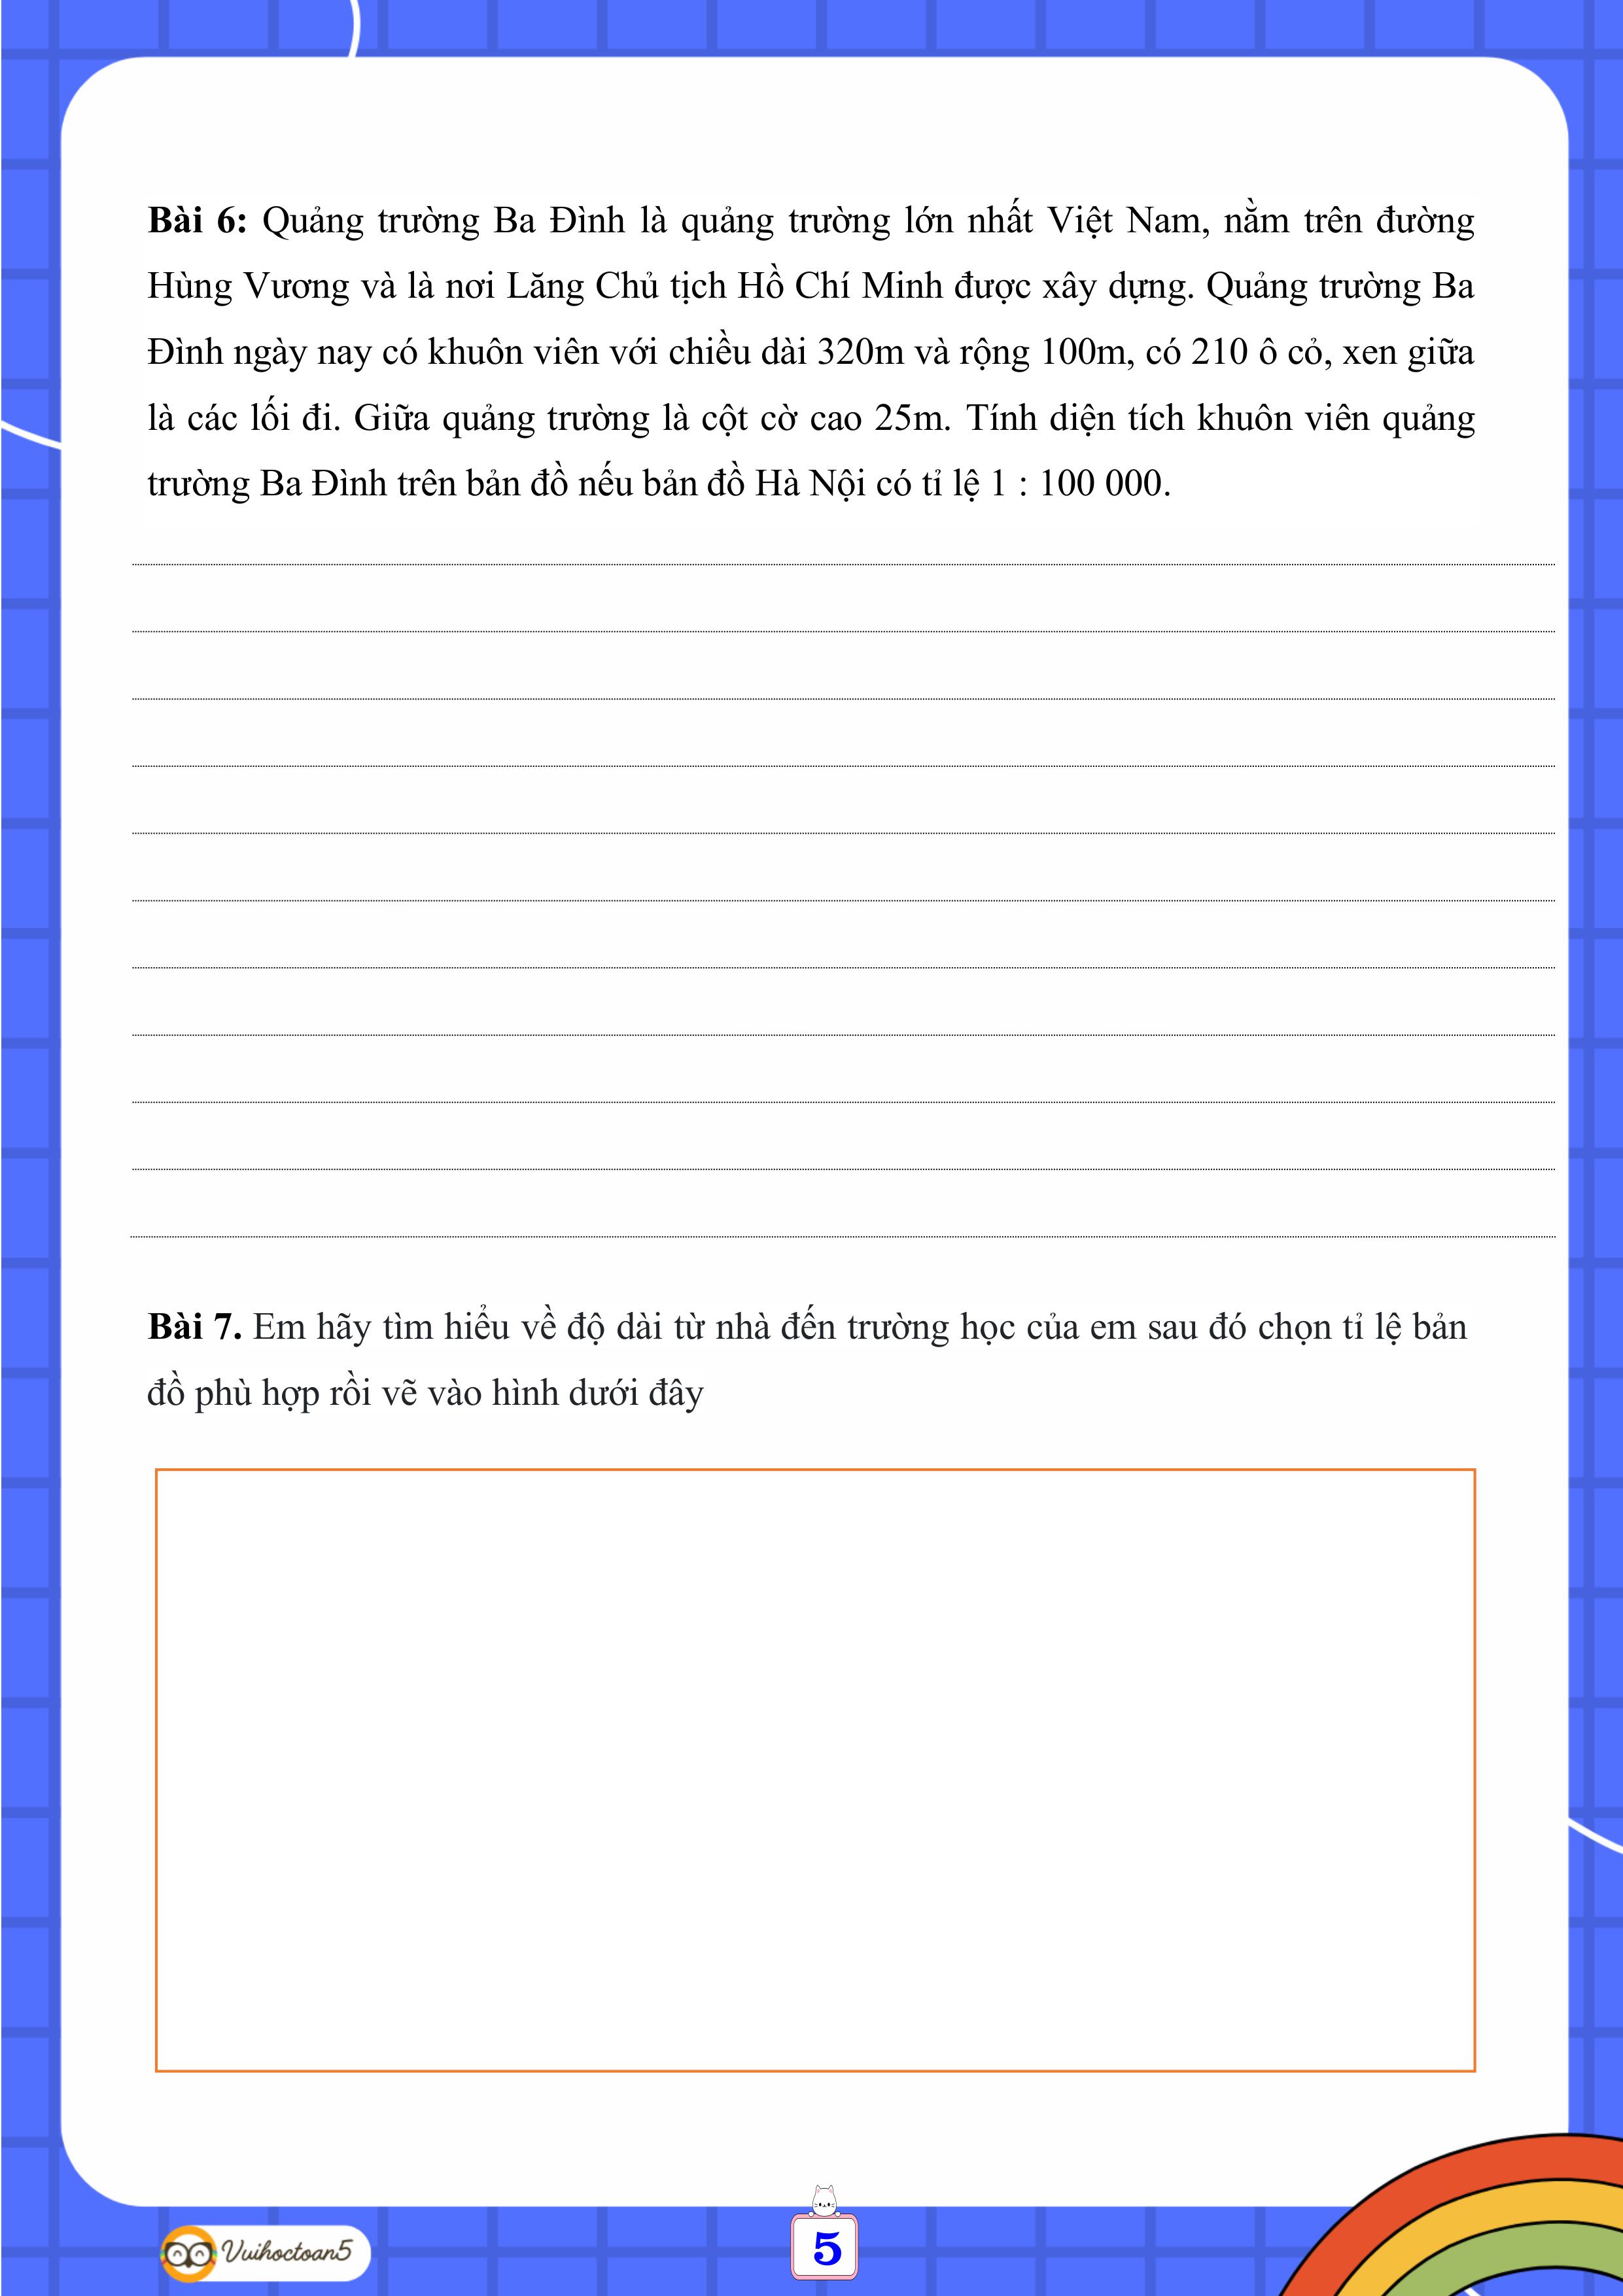 Bài 6: Quảng trường Ba Đình là quảng trường lớn nhất Việt Nam, nằm trên đường
Hùng Vương và là nơi Lăng Chủ tịch Hồ Chí Minh được xây dựng. Quảng trường Ba
Đình ngày nay có khuôn viên với chiều dài 320m và rộng 100m, có 210 ô cỏ, xen giữa
là các lối đi. Giữa quảng trường là cột cờ cao 25m. Tính diện tích khuôn viên quảng
trường Ba Đình trên bản đồ nếu bản đồ Hà Nội có tỉ lệ 1 : 100 000.
Bài 7. Em hãy tìm hiểu về độ dài từ nhà đến trường học của em sau đó chọn tỉ lệ bản
đồ phù hợp rồi vẽ vào hình dưới đây
Vuihoctoan5
5